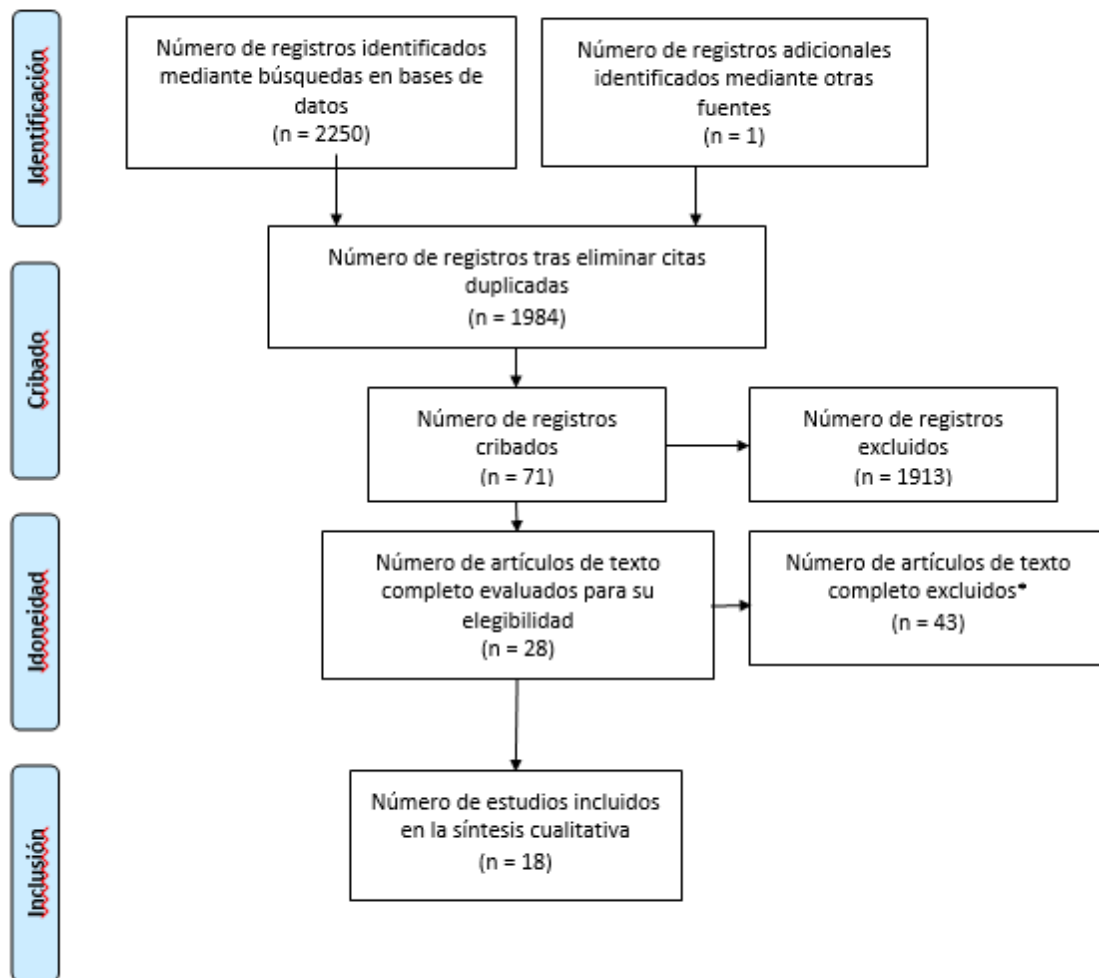 Identificación
Número de registros identificados
mediante búsquedas en bases de
datos
(n = 2250)
Número de registros adicionales
identificados mediante otras
fuentes
(n = 1)
Cribado
Número de registros tras eliminar citas
duplicadas
(n = 1984)
Número de registros
cribados
(n = 71)
Número de registros
excluidos
(n = 1913)
Idoneidad
Número de artículos de texto
completo evaluados para su
elegibilidad
(n = 28)
Número de artículos de texto
completo excluidos*
(n = 43)
Inclusión
Número de estudios incluidos
en la síntesis cualitativa
(n = 18)